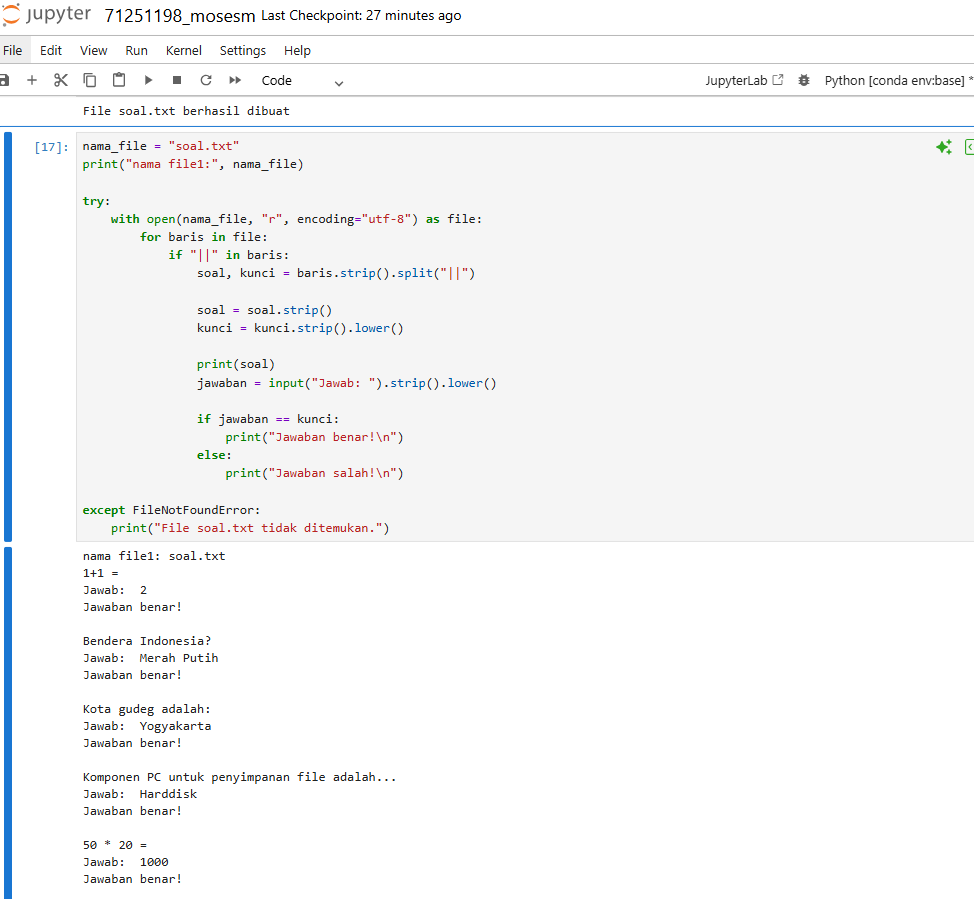 jupyter 71251198_mosesm Last Checkpoint: 27 minutes ago
File Edit View Run Kernel Settings Help
Code JupyterLab Python [conda env:base] *
File soal.txt berhasil dibuat
[17]: nama_file = "soal.txt"
print("nama file1:", nama_file)
try:
    with open(nama_file, "r", encoding="utf-8") as file:
        for baris in file:
            if "||" in baris:
                soal, kunci = baris.strip().split("||")
                soal = soal.strip()
                kunci = kunci.strip().lower()
                print(soal)
                jawaban = input("Jawab: ").strip().lower()
                if jawaban == kunci:
                    print("Jawaban benar!\n")
                else:
                    print("Jawaban salah!\n")
except FileNotFoundError:
    print("File soal.txt tidak ditemukan.")
nama file1: soal.txt
1+1 =
Jawab:  2
Jawaban benar!
Bendera Indonesia?
Jawab:  Merah Putih
Jawaban benar!
Kota gudeg adalah:
Jawab:  Yogyakarta
Jawaban benar!
Komponen PC untuk penyimpanan file adalah...
Jawab:  Harddisk
Jawaban benar!
50 * 20 =
Jawab:  1000
Jawaban benar!